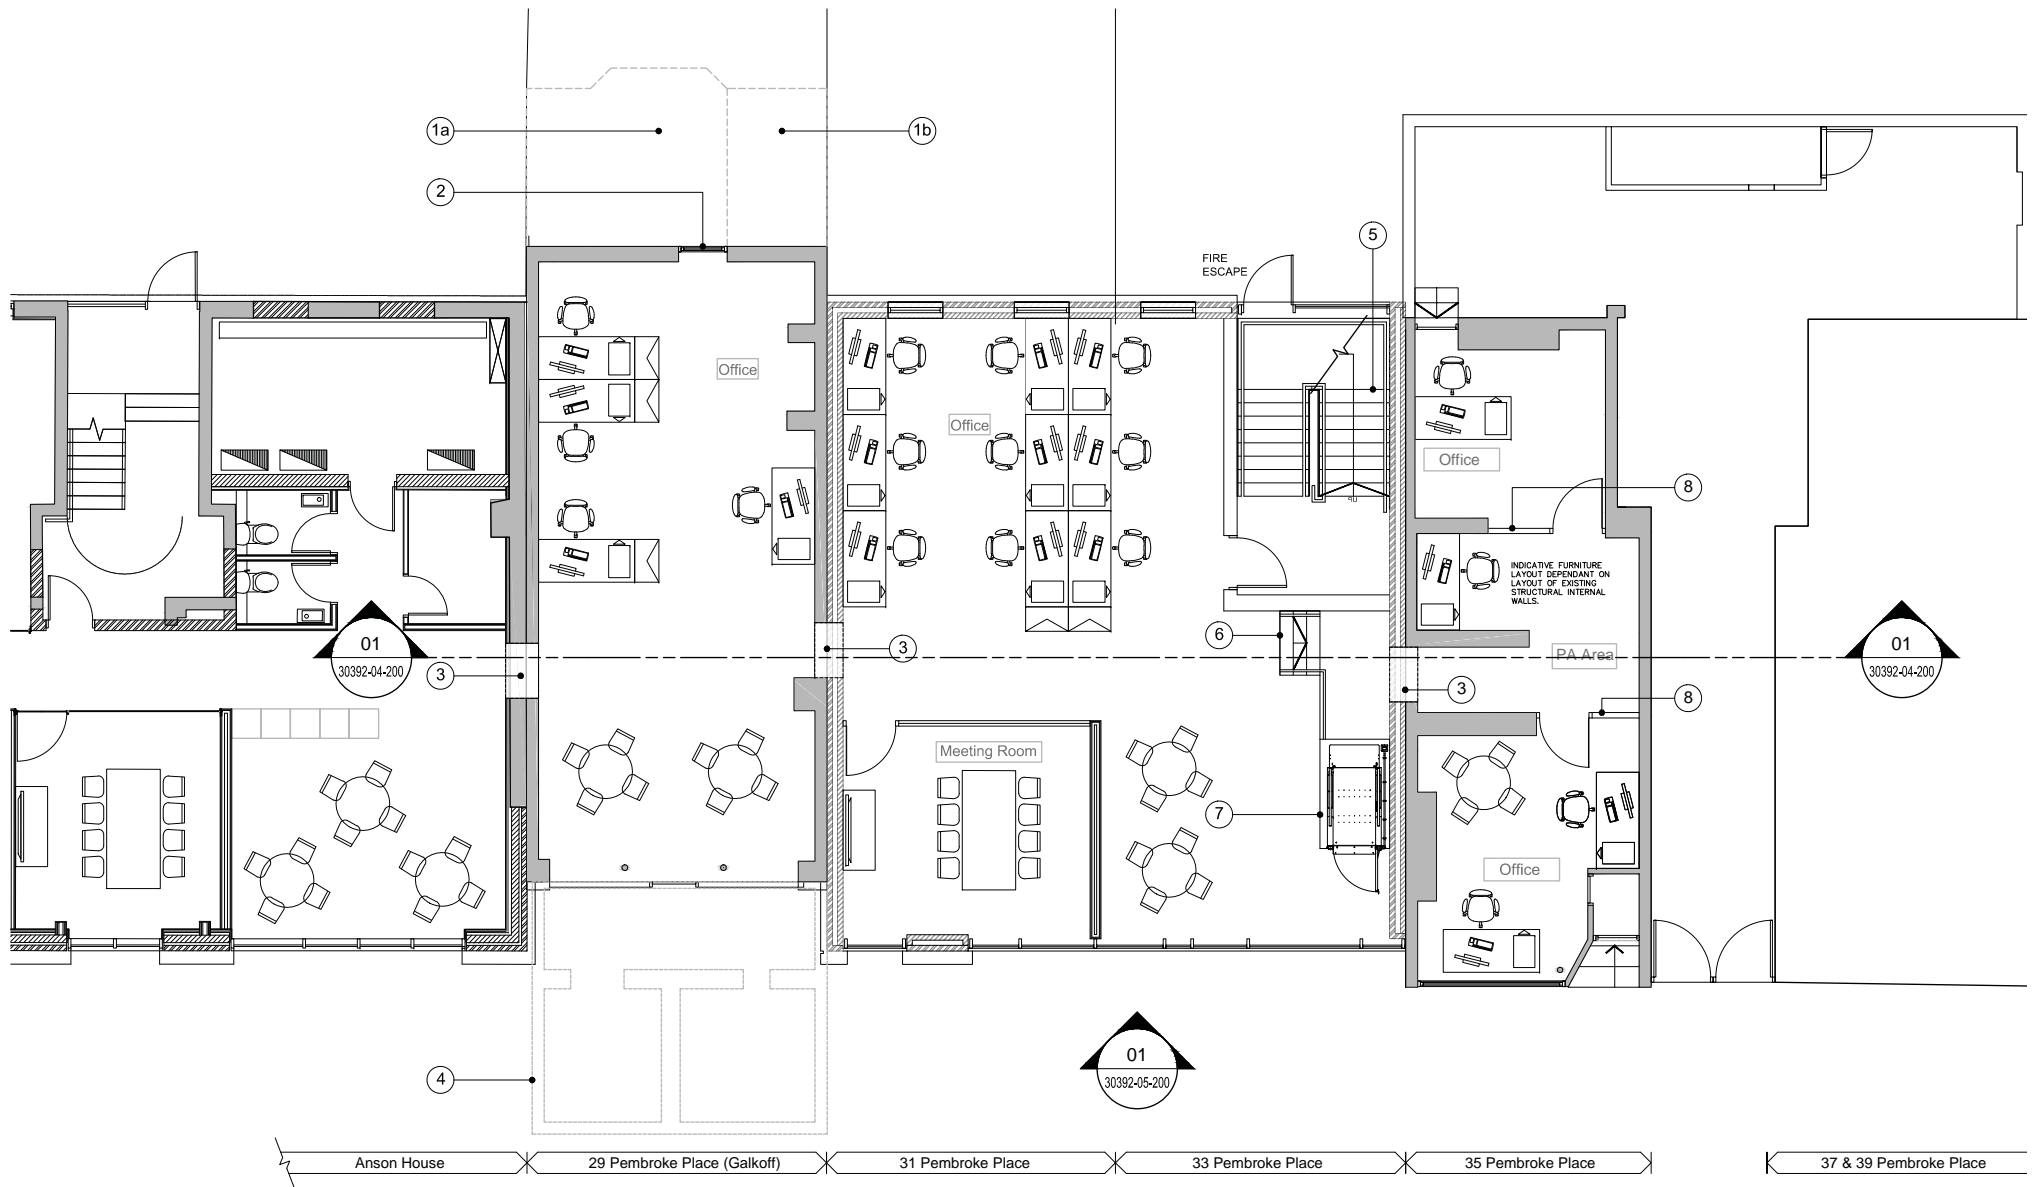 1a
1b
2
5
FIRE
ESCAPE
Office
Office
Office
8
INDICATIVE FURNITURE
LAYOUT DEPENDANT ON
LAYOUT OF EXISTING
STRUCTURAL INTERNAL
WALLS.
01
30392-04-200
3
3
6
PA Area
3
01
30392-04-200
8
Meeting Room
7
Office
4
01
30392-05-200
Anson House
29 Pembroke Place (Galkoff)
31 Pembroke Place
33 Pembroke Place
35 Pembroke Place
37 & 39 Pembroke Place